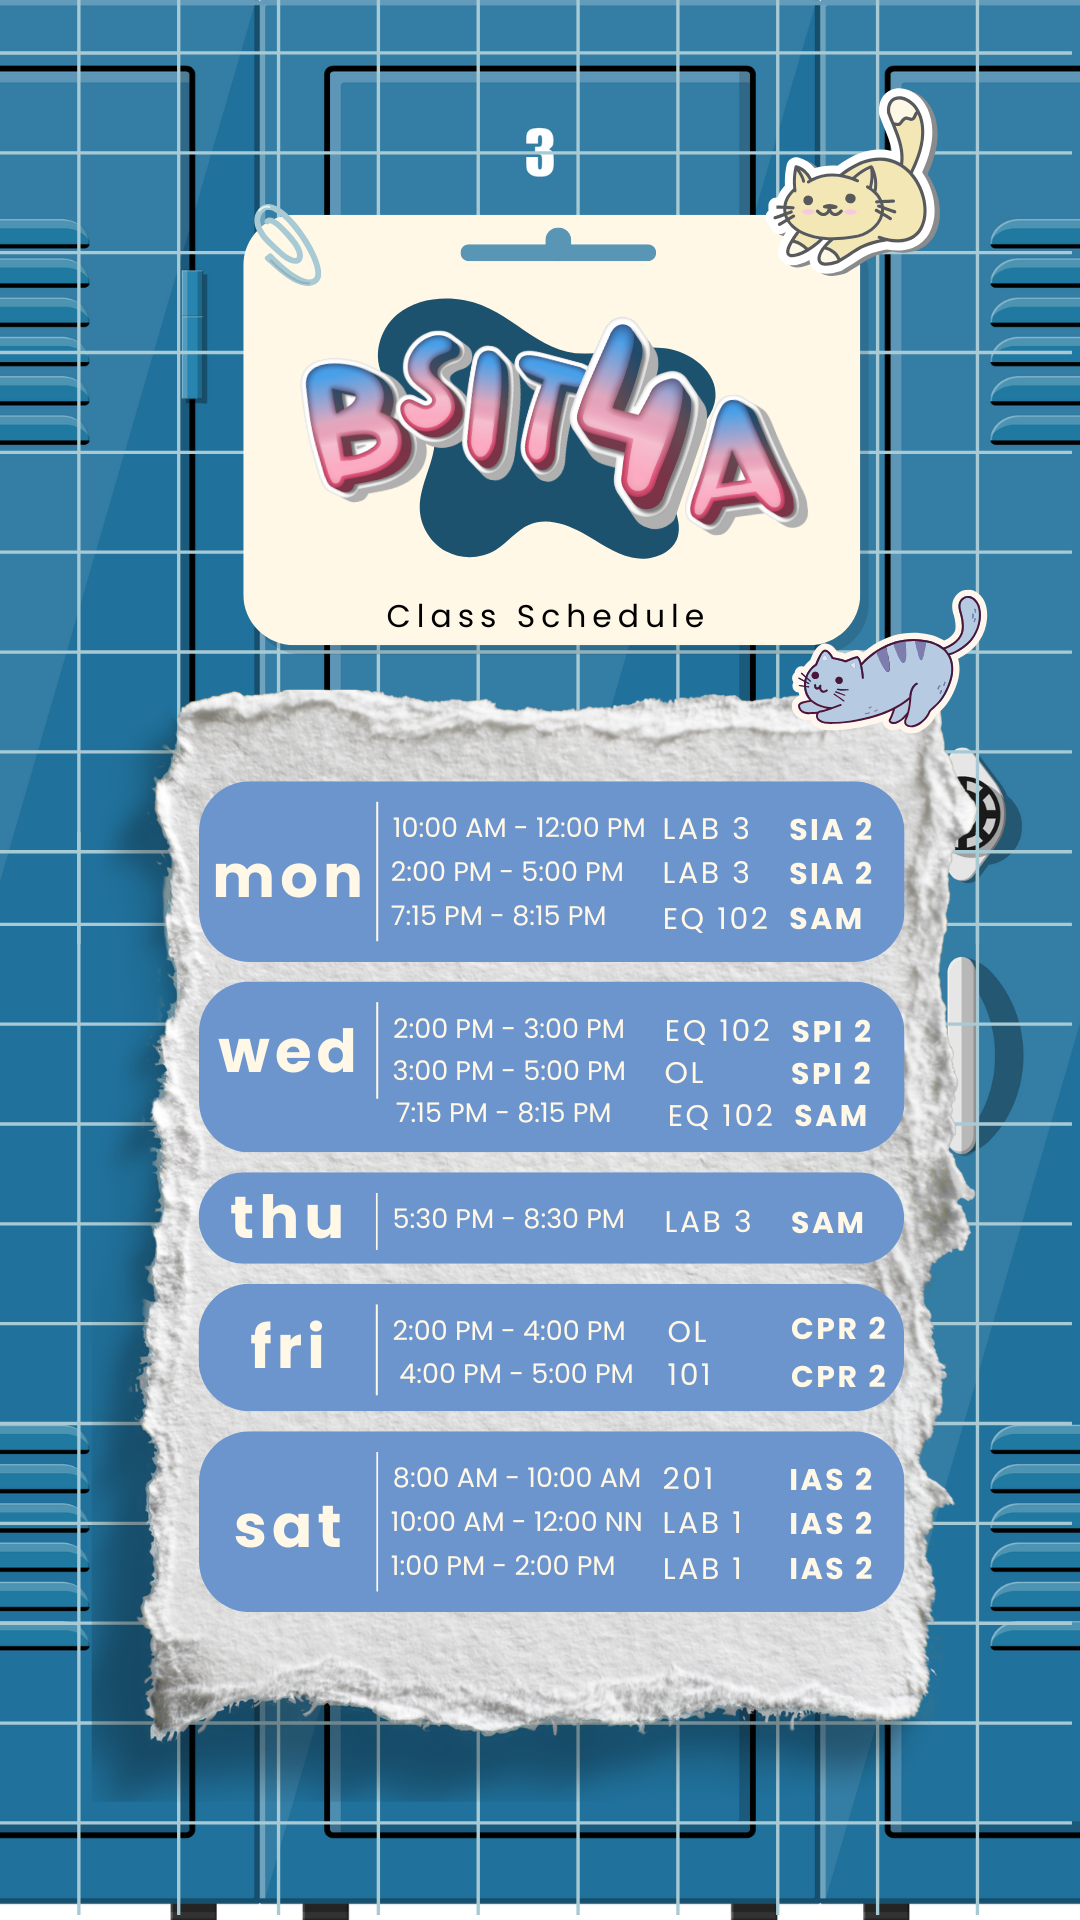 3
BSIT4A
Class Schedule
mon
10:00 AM - 12:00 PM LAB 3 SIA 2
2:00 PM - 5:00 PM LAB 3 SIA 2
7:15 PM - 8:15 PM EQ 102 SAM
wed
2:00 PM - 3:00 PM EQ 102 SPI 2
3:00 PM - 5:00 PM OL SPI 2
7:15 PM - 8:15 PM EQ 102 SAM
thu
5:30 PM - 8:30 PM LAB 3 SAM
fri
2:00 PM - 4:00 PM OL CPR 2
4:00 PM - 5:00 PM 101 CPR 2
sat
8:00 AM - 10:00 AM 201 IAS 2
10:00 AM - 12:00 NN LAB 1 IAS 2
1:00 PM - 2:00 PM LAB 1 IAS 2